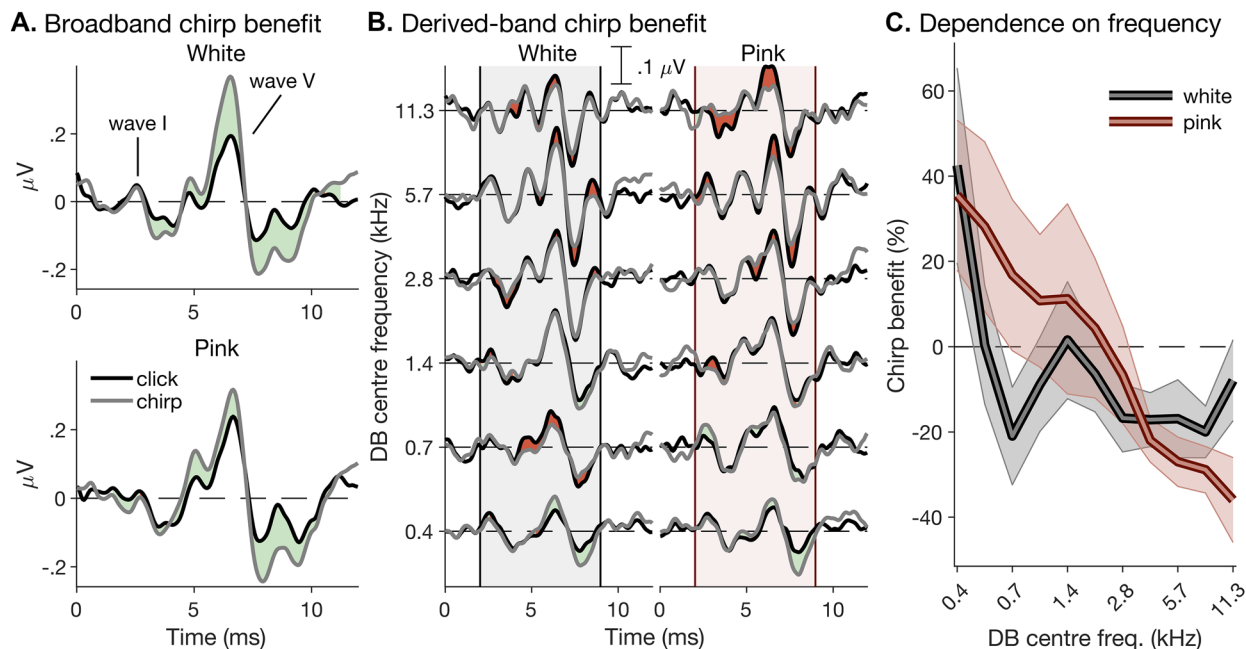 A. Broadband chirp benefit
White
wave V
wave I
.2
0
-.2
μV
0
5
10
Pink
click
chirp
.2
0
-.2
μV
0
5
10
Time (ms)
B. Derived-band chirp benefit
White
.1 μV
Pink
DB centre frequency (kHz)
11.3
5.7
2.8
1.4
0.7
0.4
0
5
10
0
5
10
Time (ms)
Time (ms)
C. Dependence on frequency
white
pink
Chirp benefit (%)
60
40
20
0
-20
-40
0.4
0.7
1.4
2.8
5.7
11.3
DB centre freq. (kHz)